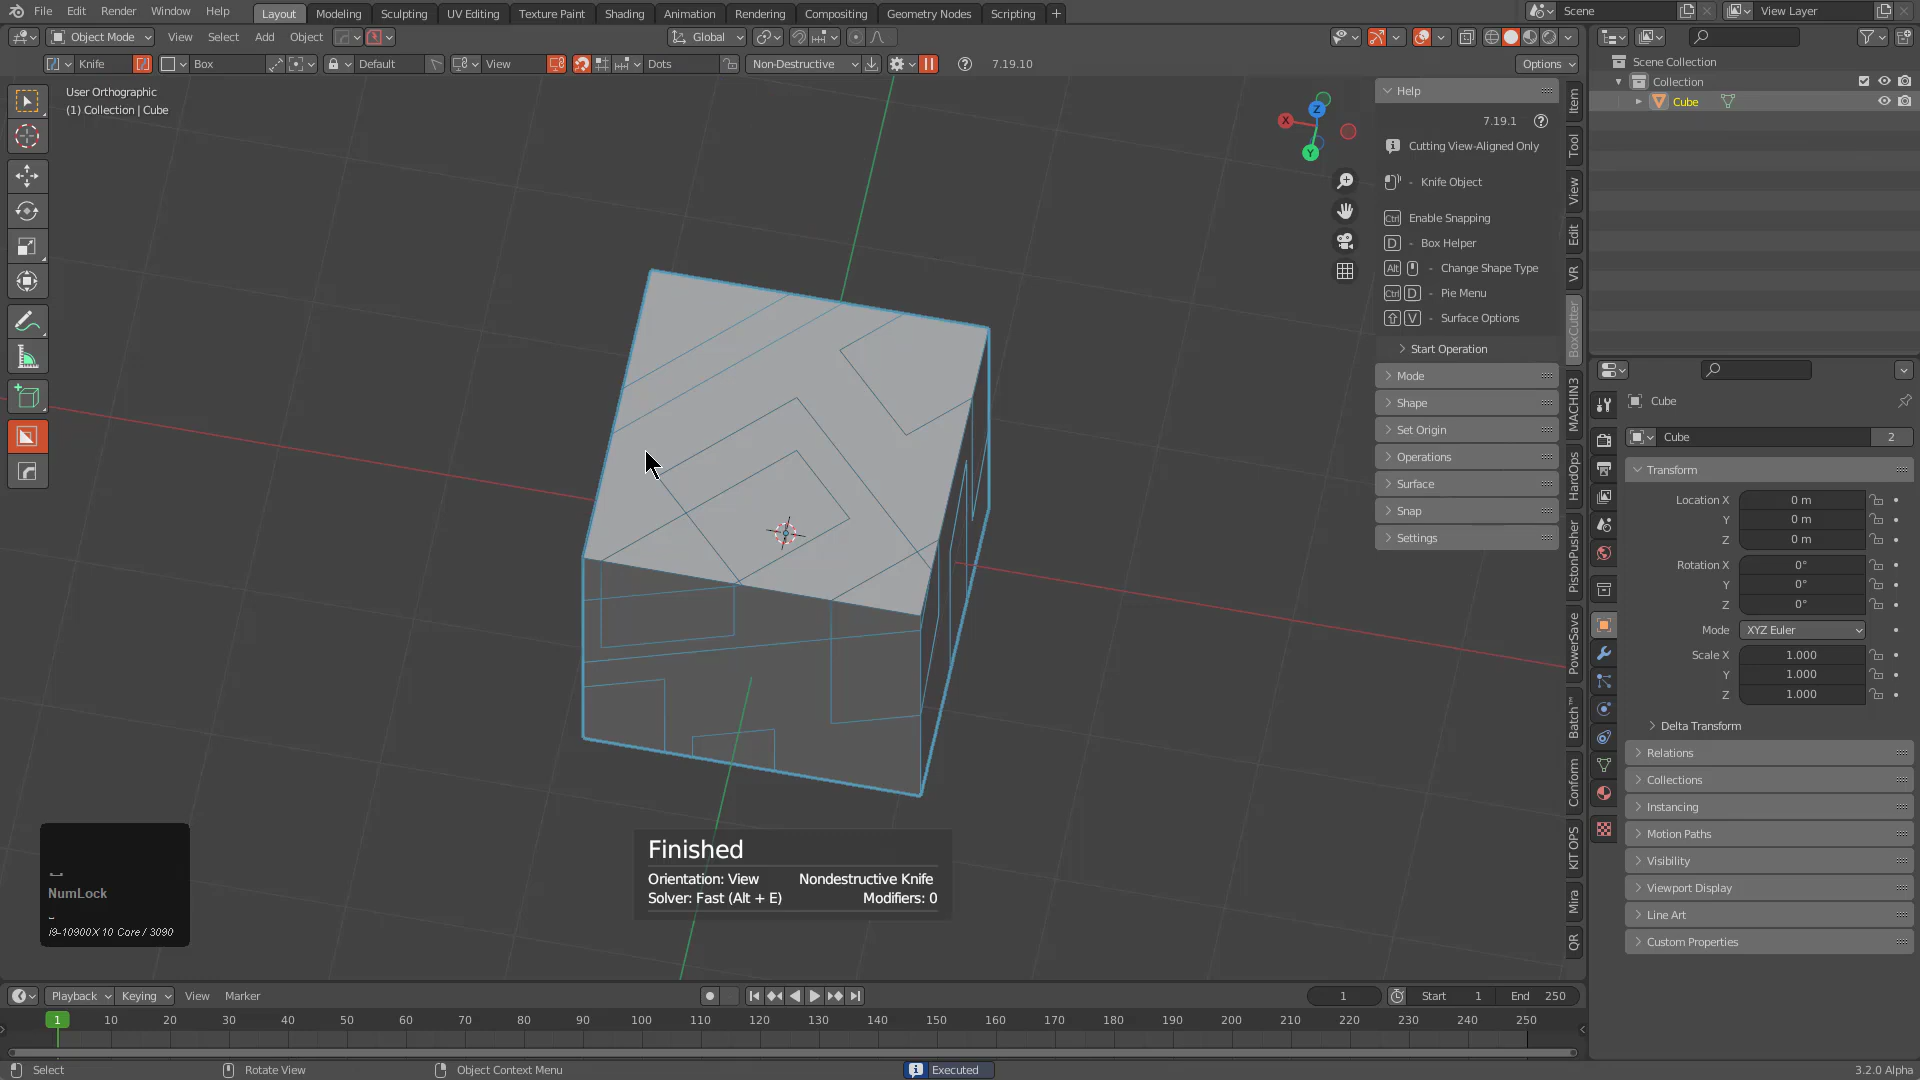 File Edit Render Window Help Layout Modeling Sculpting UV Editing Texture Paint Shading Animation Rendering Compositing Geometry Nodes Scripting + Scene View Layer
Object Mode View Select Add Object Global
Knife Box Default View Dots Non-Destructive 7.19.10 Options
User Orthographic
(1) Collection | Cube
Scene Collection
Collection
Cube
X
Y
Z
Help
7.19.1
Cutting View-Aligned Only
- Knife Object
Ctrl Enable Snapping
D - Box Helper
Alt - Change Shape Type
Ctrl D - Pie Menu
V - Surface Options
Start Operation
Mode
Shape
Set Origin
Operations
Surface
Snap
Settings
Item
Tool
View
Edit
VR
BoxCutter
MACHIN3
HardOps
PistonPusher
PowerSave
Batch™
Conform
KIT OPS
Mira
QR
Cube
Cube 2
Transform
Location X 0 m
Y 0 m
Z 0 m
Rotation X 0°
Y 0°
Z 0°
Mode XYZ Euler
Scale X 1.000
Y 1.000
Z 1.000
Delta Transform
Relations
Collections
Instancing
Motion Paths
Visibility
Viewport Display
Line Art
Custom Properties
NumLock
i9-10900X 10 Core / 3090
Finished
Orientation: View Nondestructive Knife
Solver: Fast (Alt + E) Modifiers: 0
Playback Keying View Marker 1 Start 1 End 250
1 10 20 30 40 50 60 70 80 90 100 110 120 130 140 150 160 170 180 190 200 210 220 230 240 250
Select Rotate View Object Context Menu Executed 3.2.0 Alpha